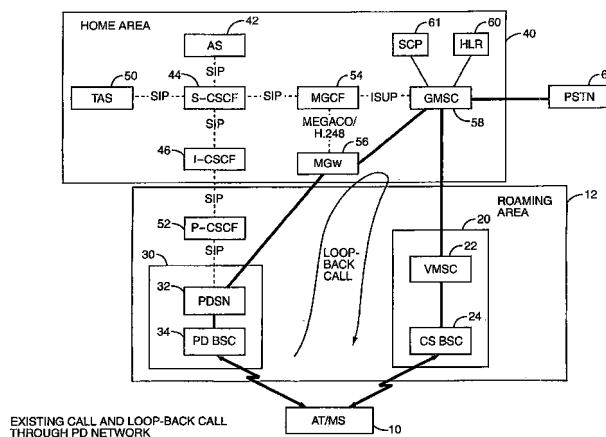 HOME AREA
42
AS
61
SCP
60
HLR
40
50
TAS
SIP
44
S-CSCF
SIP
SIP
54
MGCF
ISUP
GMSC
58
6
PSTN
SIP
MEGACO/
H.248
46
I-CSCF
56
MGW
SIP
12
ROAMING
AREA
52
P-CSCF
20
30
SIP
LOOP-
BACK
CALL
22
VMSC
32
PDSN
34
PD BSC
24
CS BSC
AT/MS
10
EXISTING CALL AND LOOP-BACK CALL
THROUGH PD NETWORK